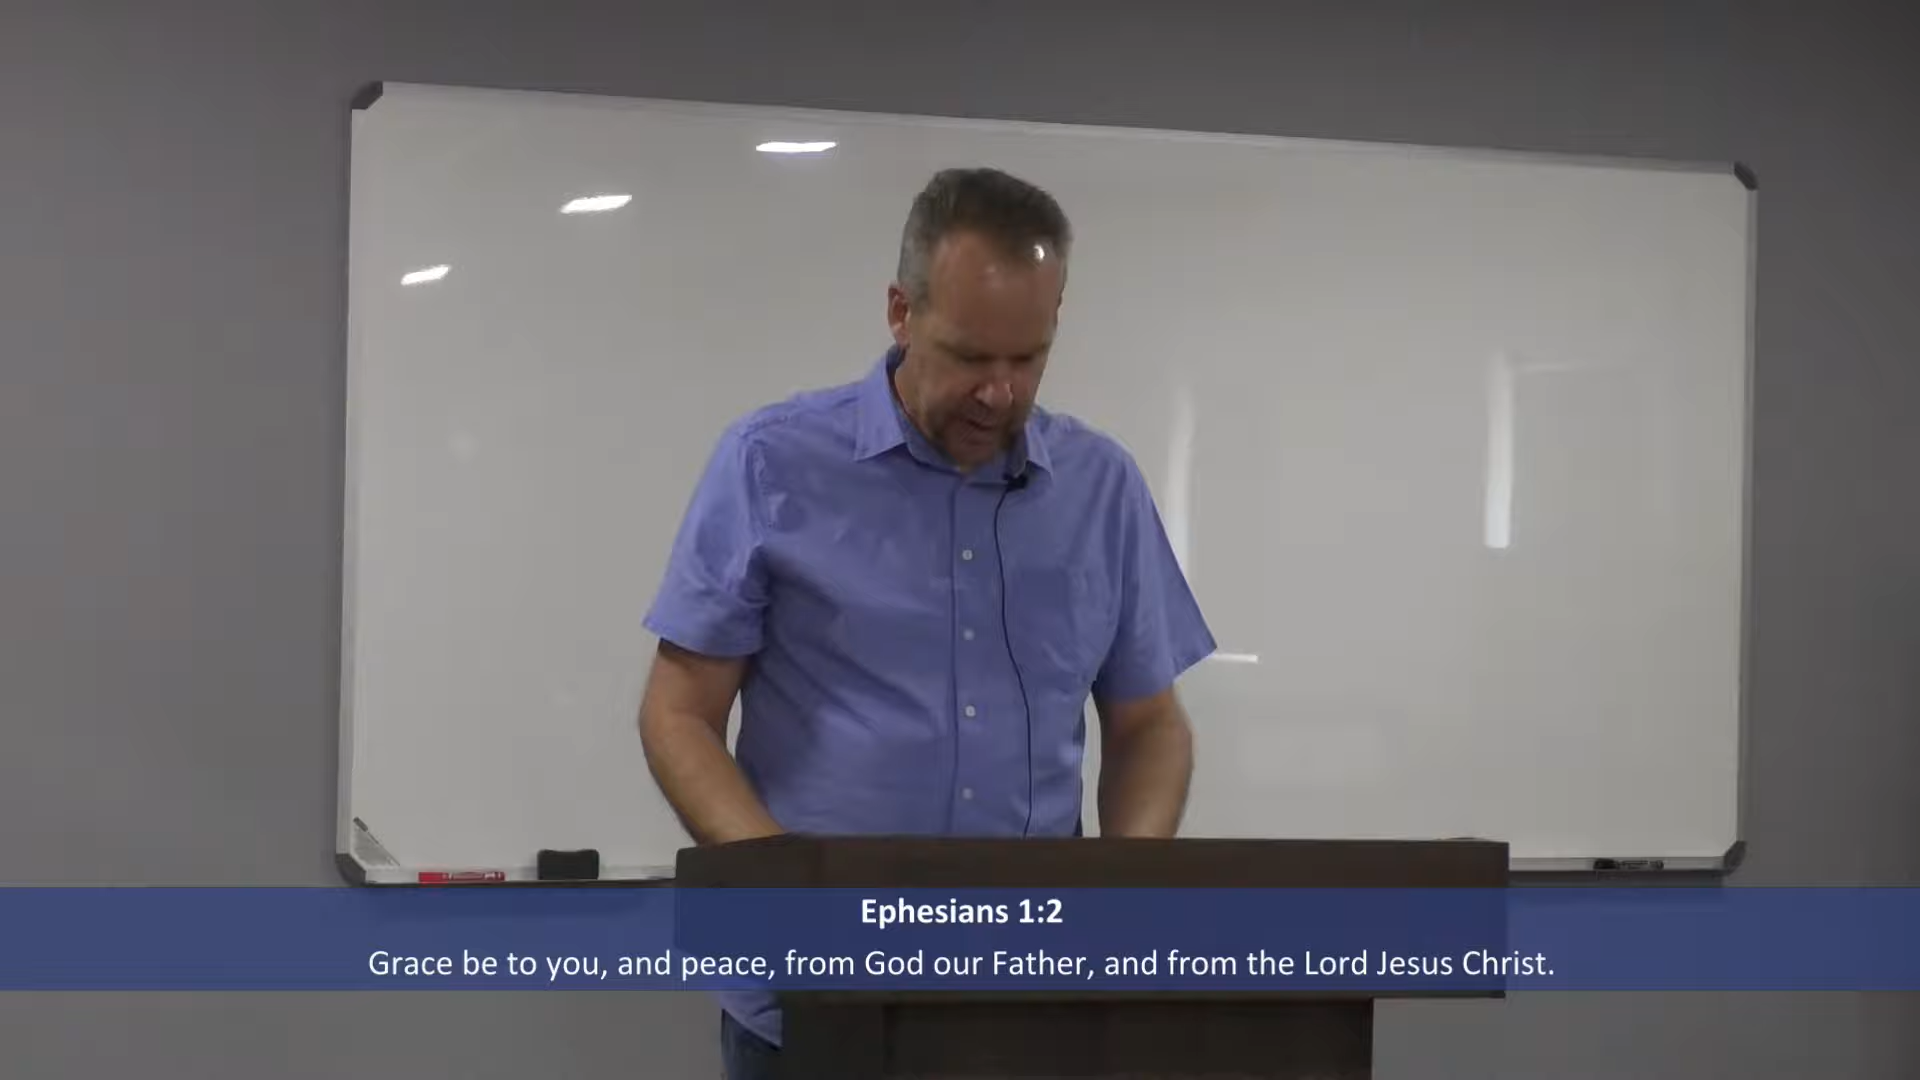 Ephesians 1:2
Grace be to you, and peace, from God our Father, and from the Lord Jesus Christ.